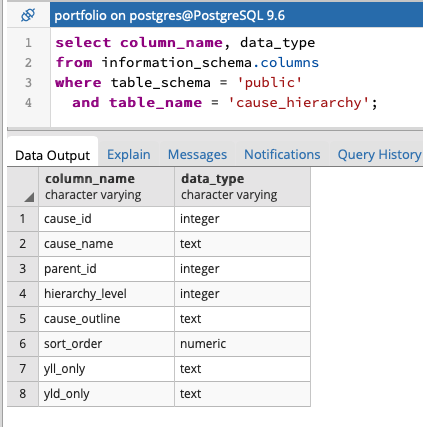 portfolio on postgres@PostgreSQL 9.6
1 select column_name, data_type
2 from information_schema.columns
3 where table_schema = 'public'
4 and table_name = 'cause_hierarchy';
Data Output Explain Messages Notifications Query History
column_name data_type
character varying character varying
1 cause_id integer
2 cause_name text
3 parent_id integer
4 hierarchy_level integer
5 cause_outline text
6 sort_order numeric
7 yll_only text
8 yld_only text